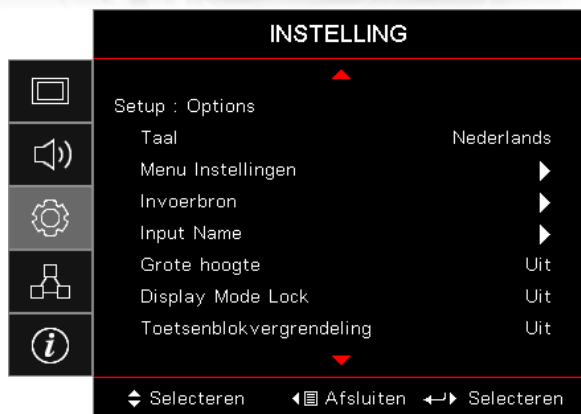 INSTELLING
Setup : Options
Taal Nederlands
Menu Instellingen
Invoerbron
Input Name
Grote hoogte Uit
Display Mode Lock Uit
Toetsenblokvergrendeling Uit
Selecteren Afsluiten Selecteren